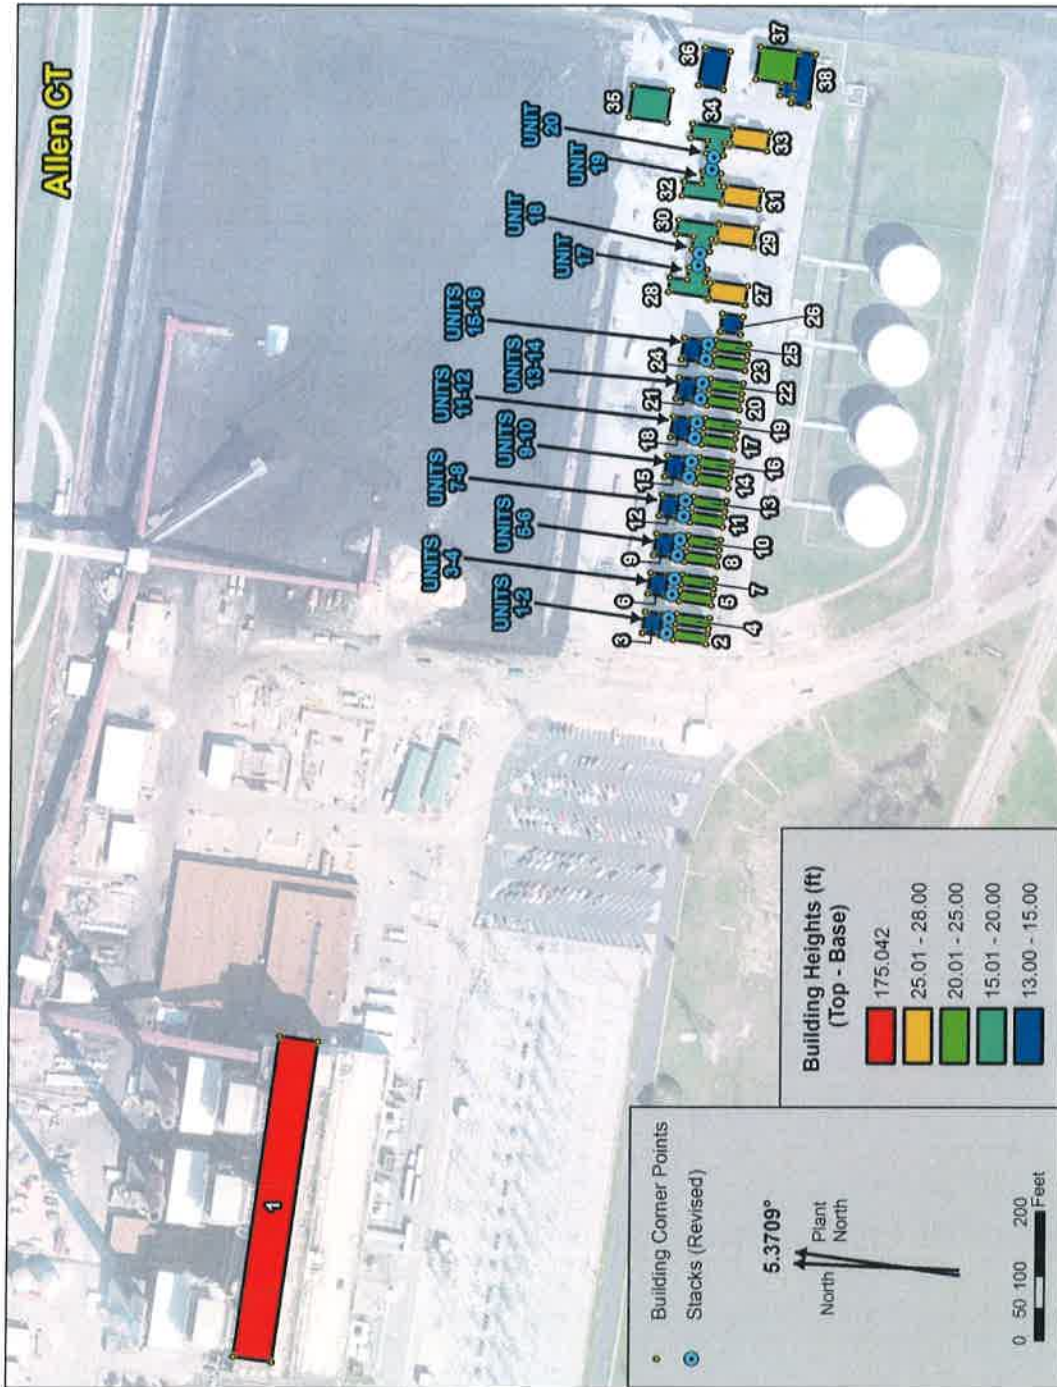 Allen CT
UNITS
1-2
UNITS
3-4
UNITS
5-6
UNITS
7-8
UNITS
9-10
UNITS
11-12
UNITS
13-14
UNITS
15-16
UNIT
17
UNIT
18
UNIT
19
UNIT
20
1
2
3
4
5
6
7
8
9
10
11
12
13
14
15
16
17
18
19
20
21
22
23
24
25
26
27
28
29
30
31
32
33
34
35
36
37
38
Building Corner Points
Stacks (Revised)
5.3709°
North
Plant
North
0 50 100 200
Feet
Building Heights (ft)
(Top - Base)
175.042
25.01 - 28.00
20.01 - 25.00
15.01 - 20.00
13.00 - 15.00